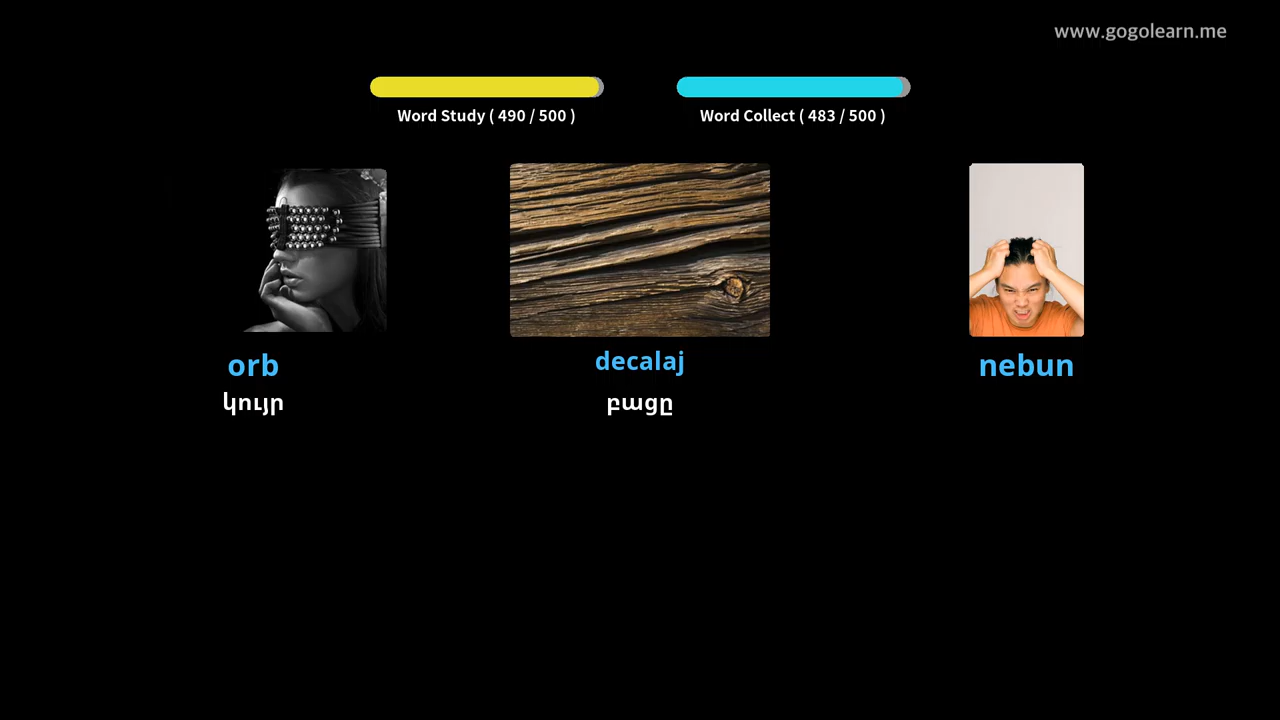 www.gogolearn.me
Word Study ( 490 / 500 )
Word Collect ( 483 / 500 )
orb
decalaj
nebun
կույր
բացը